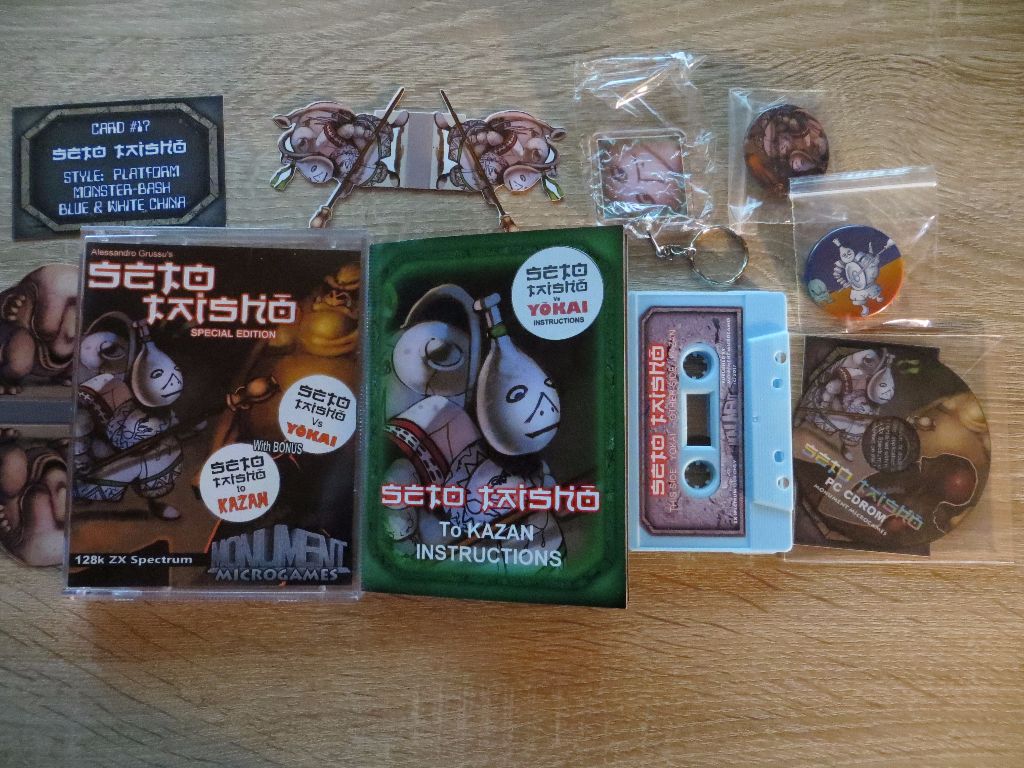 CARD #17
SETO TAISHŌ
STYLE: PLATFORM
MONSTER-BASH
BLUE & WHITE CHINA
Alessandro Grussu's
SETO
TAISHŌ
SPECIAL EDITION
SETO
TAISHŌ
Vs
YŌKAI
With BONUS
SETO
TAISHŌ
to
KAZAN
128k ZX Spectrum
MONUMENT
MICROGAMES
SETO
TAISHŌ
Vs
YŌKAI
INSTRUCTIONS
SETO TAISHŌ
To KAZAN
INSTRUCTIONS
SETO TAISHŌ
SETO TAISHŌ
PC CDROM
MONUMENT MICROGAMES